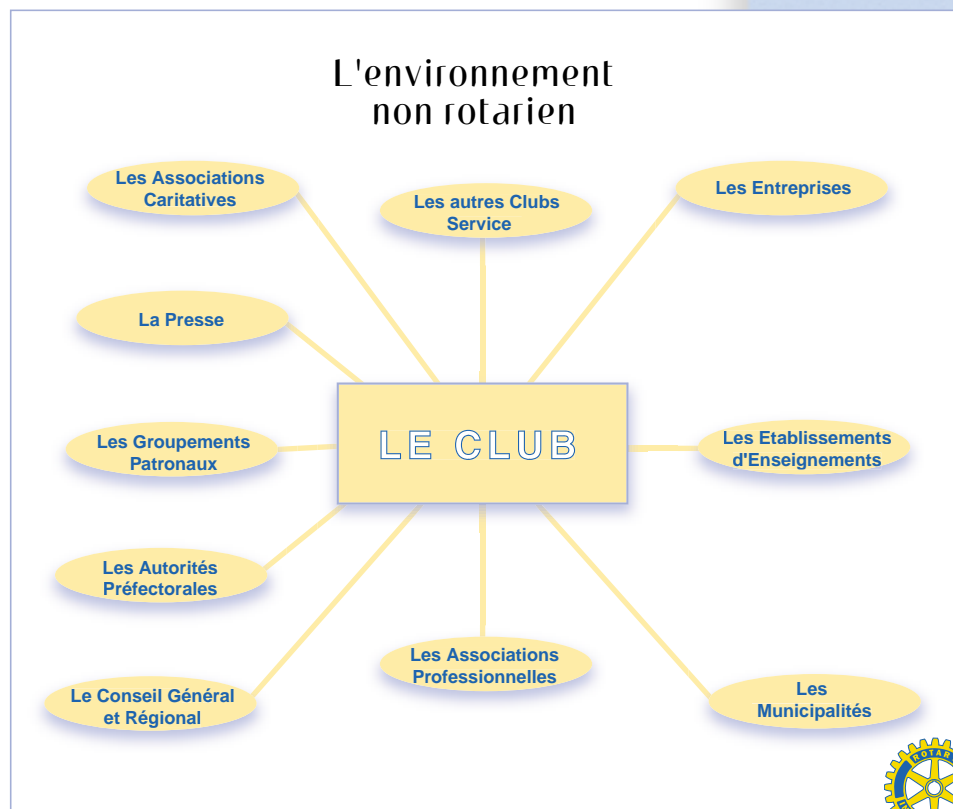 L'environnement
non rotarien
Les Associations
Caritatives
Les autres Clubs
Service
Les Entreprises
La Presse
LE CLUB
Les Groupements
Patronaux
Les Etablissements
d'Enseignements
Les Autorités
Préfectorales
Les Associations
Professionnelles
Le Conseil Général
et Régional
Les
Municipalités